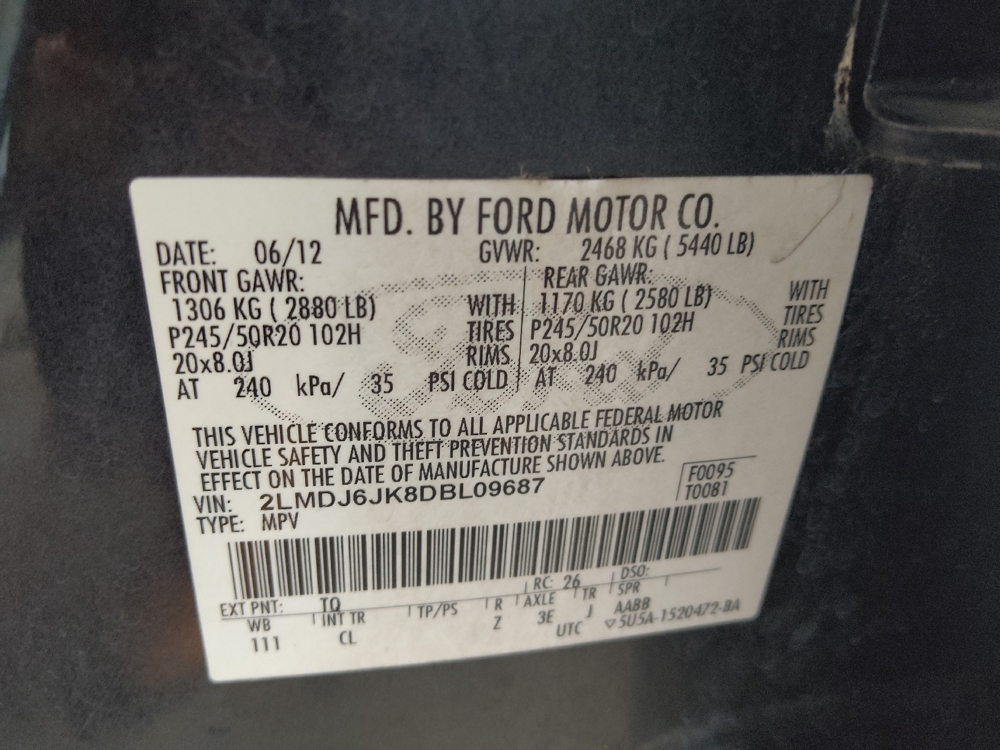 MFD. BY FORD MOTOR CO.
DATE: 06/12 GVWR: 2468 KG ( 5440 LB)
FRONT GAWR:
1306 KG ( 2880 LB) WITH
P245/50R20 102H TIRES
20x8.0J RIMS
AT 240 kPa/ 35 PSI COLD
REAR GAWR:
1170 KG ( 2580 LB) WITH
P245/50R20 102H TIRES
20x8.0J RIMS
AT 240 kPa/ 35 PSI COLD
Ford
THIS VEHICLE CONFORMS TO ALL APPLICABLE FEDERAL MOTOR
VEHICLE SAFETY AND THEFT PREVENTION STANDARDS IN
EFFECT ON THE DATE OF MANUFACTURE SHOWN ABOVE.
VIN: 2LMDJ6JK8DBL09687
TYPE: MPV
F0095
T0081
EXT PNT: TQ RC: 26 DSO:
WB INT TR TP/PS R AXLE TR SPR
111 CL Z 3E J AABB
UTC ▽5U5A-1520472-BA